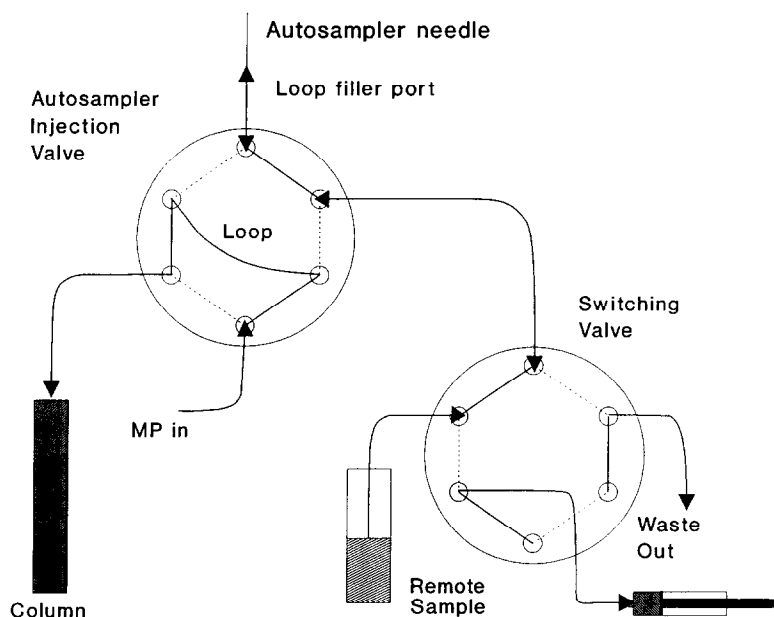 Autosampler needle
Loop filler port
Autosampler
Injection
Valve
Loop
Switching
Valve
MP in
Waste
Out
Remote
Sample
Column